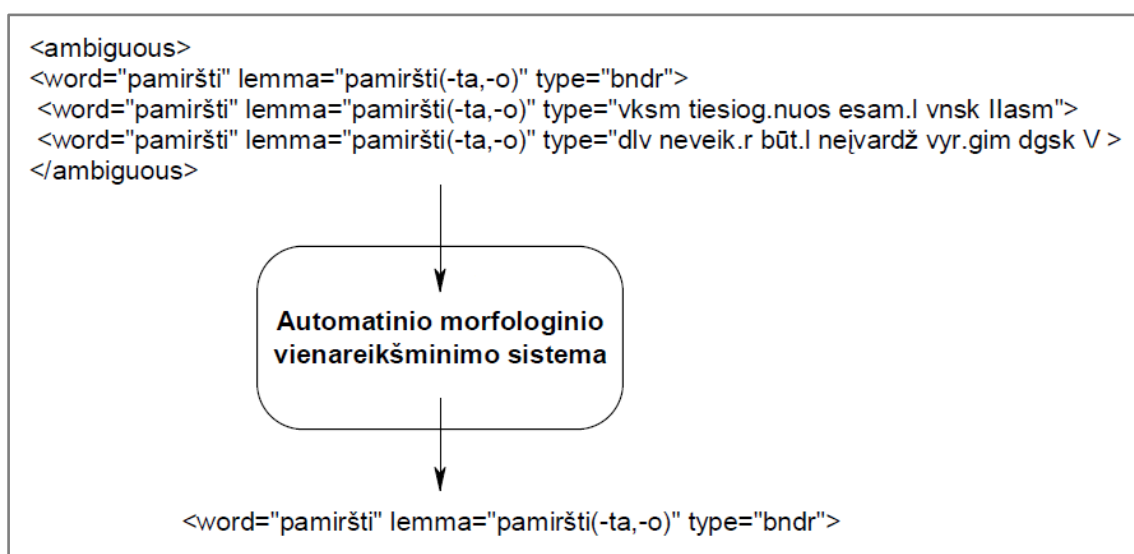 <ambiguous>
<word="pamiršti" lemma="pamiršti(-ta,-o)" type="bndr">
<word="pamiršti" lemma="pamiršti(-ta,-o)" type="vksm tiesiog.nuos esam.l vnsk IIasm">
<word="pamiršti" lemma="pamiršti(-ta,-o)" type="dlv neveik.r būt.l neįvardž vyr.gim dgsk V >
</ambiguous>
Automatinio morfologinio
vienareikšminimo sistema
<word="pamiršti" lemma="pamiršti(-ta,-o)" type="bndr">